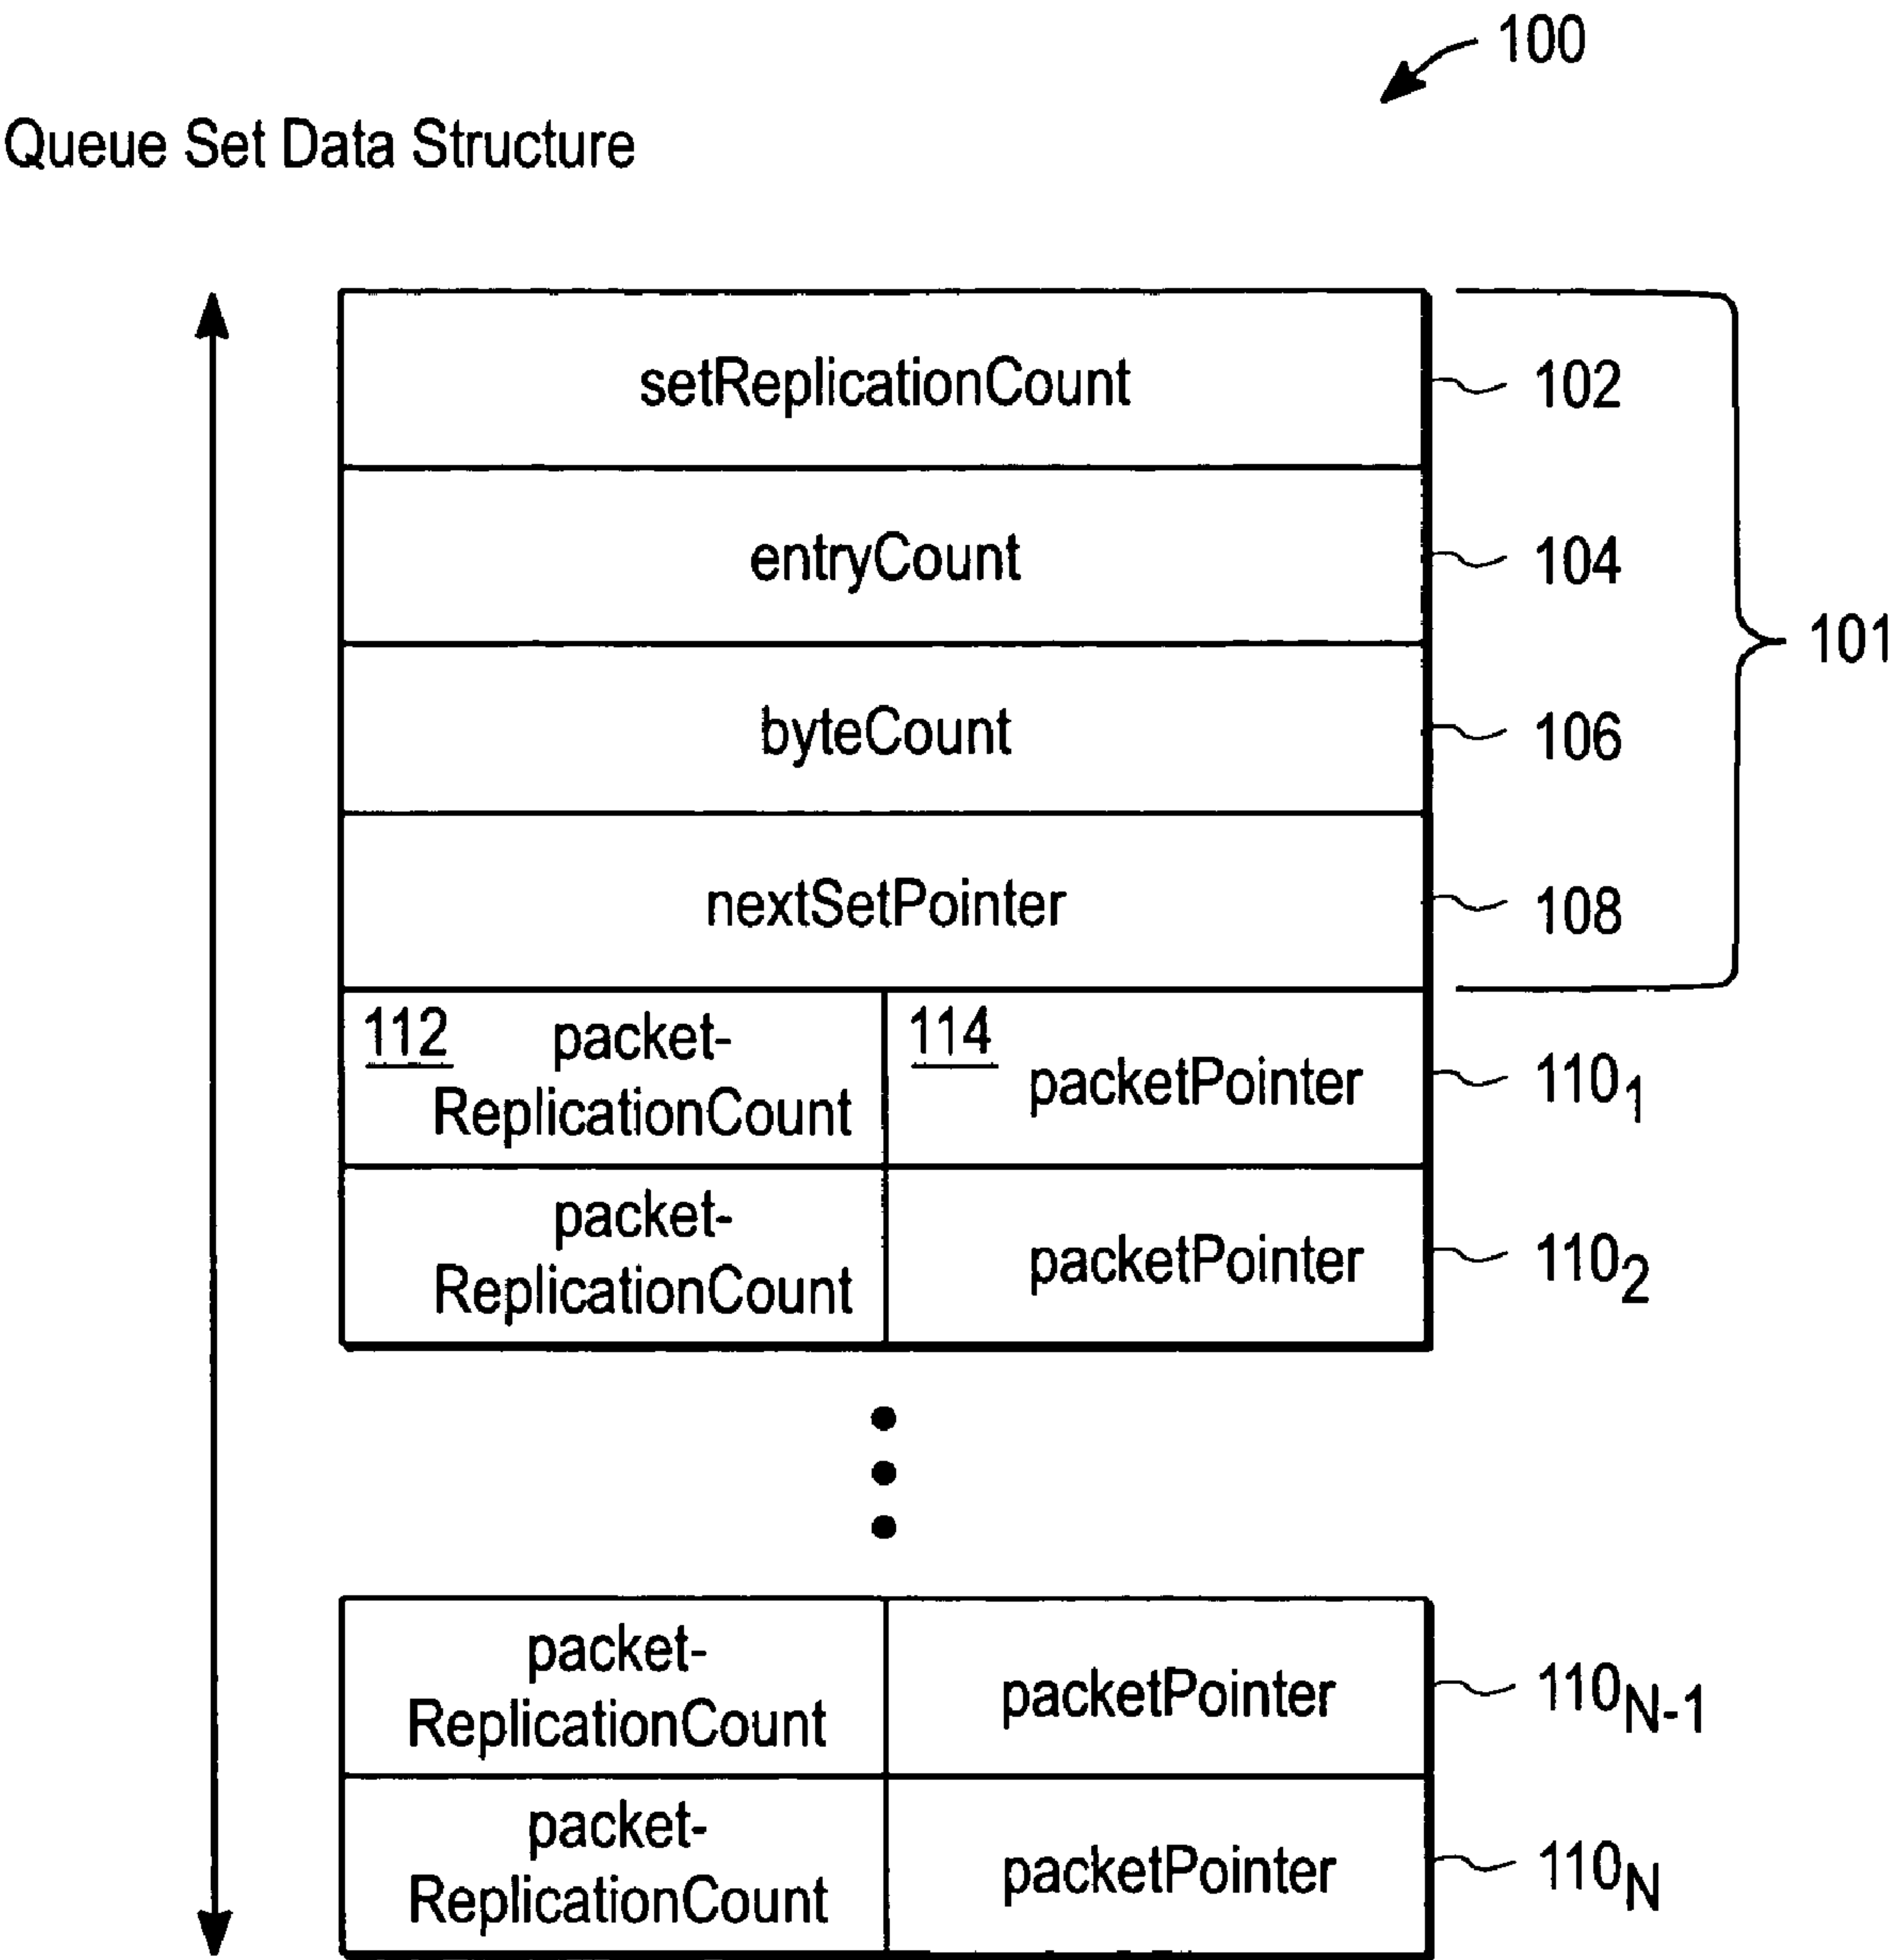 100
Queue Set Data Structure
setReplicationCount
102
entryCount
104
101
byteCount
106
nextSetPointer
108
112 packet-
ReplicationCount
114
packetPointer
110₁
packet-
ReplicationCount
packetPointer
110₂
packet-
ReplicationCount
packetPointer
110N-1
packet-
ReplicationCount
packetPointer
110N